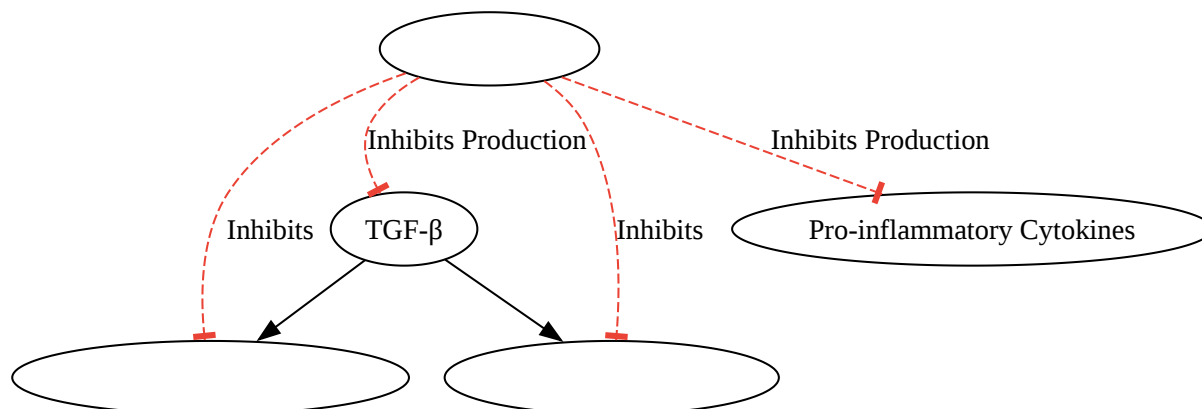 Inhibits Production
Inhibits Production
Inhibits
TGF-β
Inhibits
Pro-inflammatory Cytokines